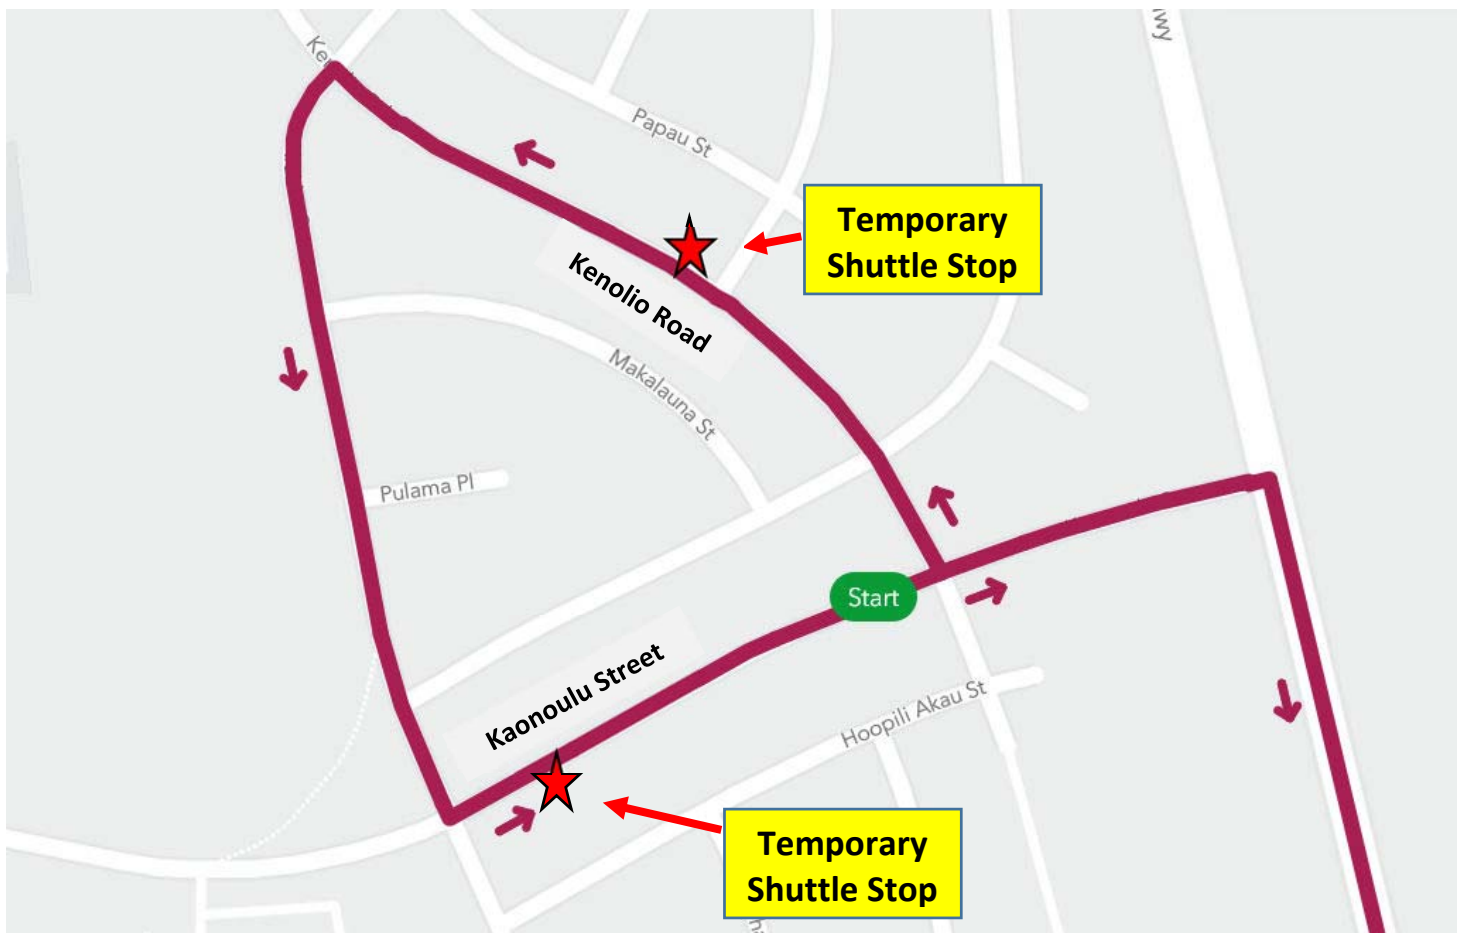 wy
Papau St
Temporary
Shuttle Stop
Kenolio Road
Makalauna St
Pulama Pl
Start
Kaonoulu Street
Hoopili Akau St
Temporary
Shuttle Stop